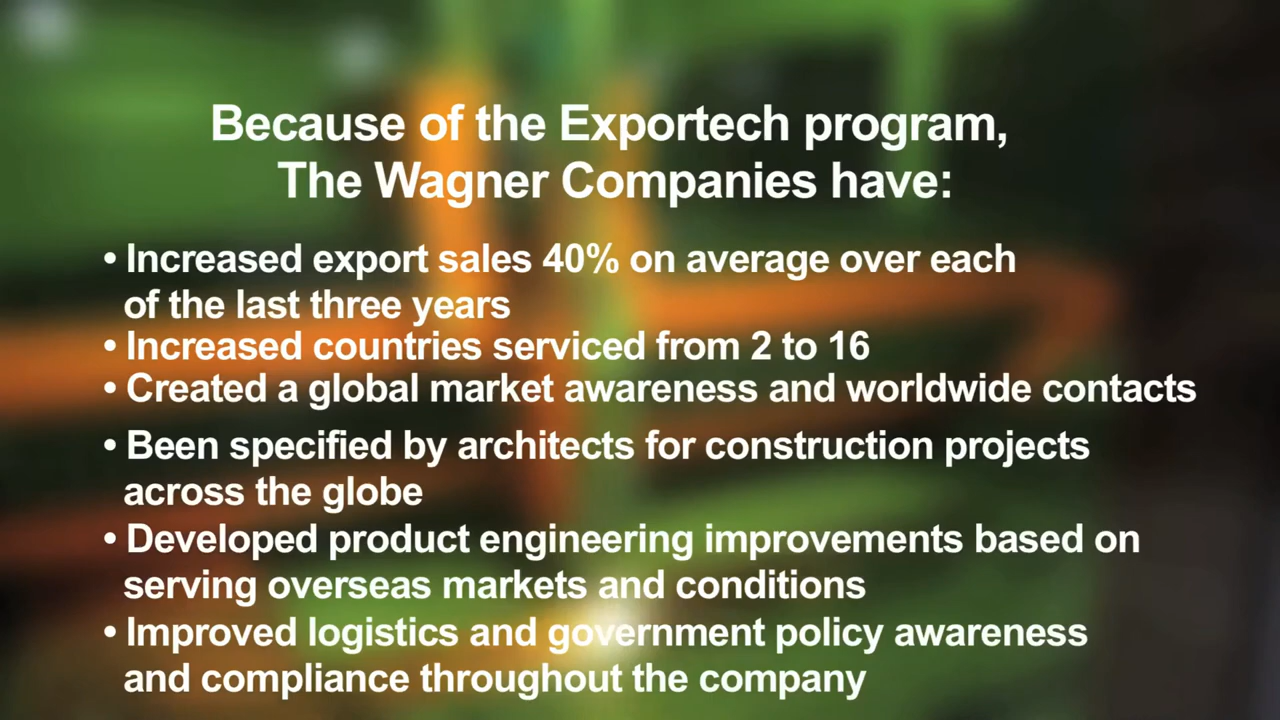 Because of the Exportech program,
The Wagner Companies have:
• Increased export sales 40% on average over each
of the last three years
• Increased countries serviced from 2 to 16
• Created a global market awareness and worldwide contacts
• Been specified by architects for construction projects
across the globe
• Developed product engineering improvements based on
serving overseas markets and conditions
• Improved logistics and government policy awareness
and compliance throughout the company